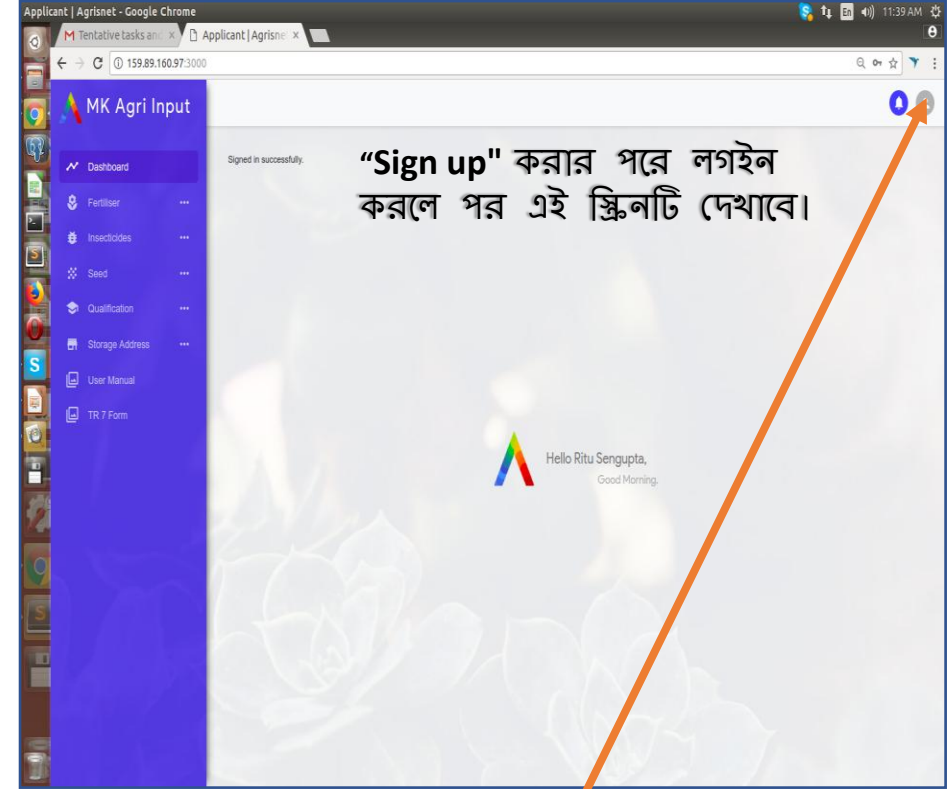 Applicant | Agrisnet - Google Chrome
En 11:39 AM
Tentative tasks and × Applicant | Agrisne ×
159.89.160.97:3000
MK Agri Input
Signed in successfully.
“Sign up" করার পরে লগইন
করলে পর এই স্ক্রিনটি দেখাবে।
Dashboard
Fertiliser
Insecticides
Seed
Qualification
Storage Address
User Manual
TR 7 Form
Hello Ritu Sengupta,
Good Morning.